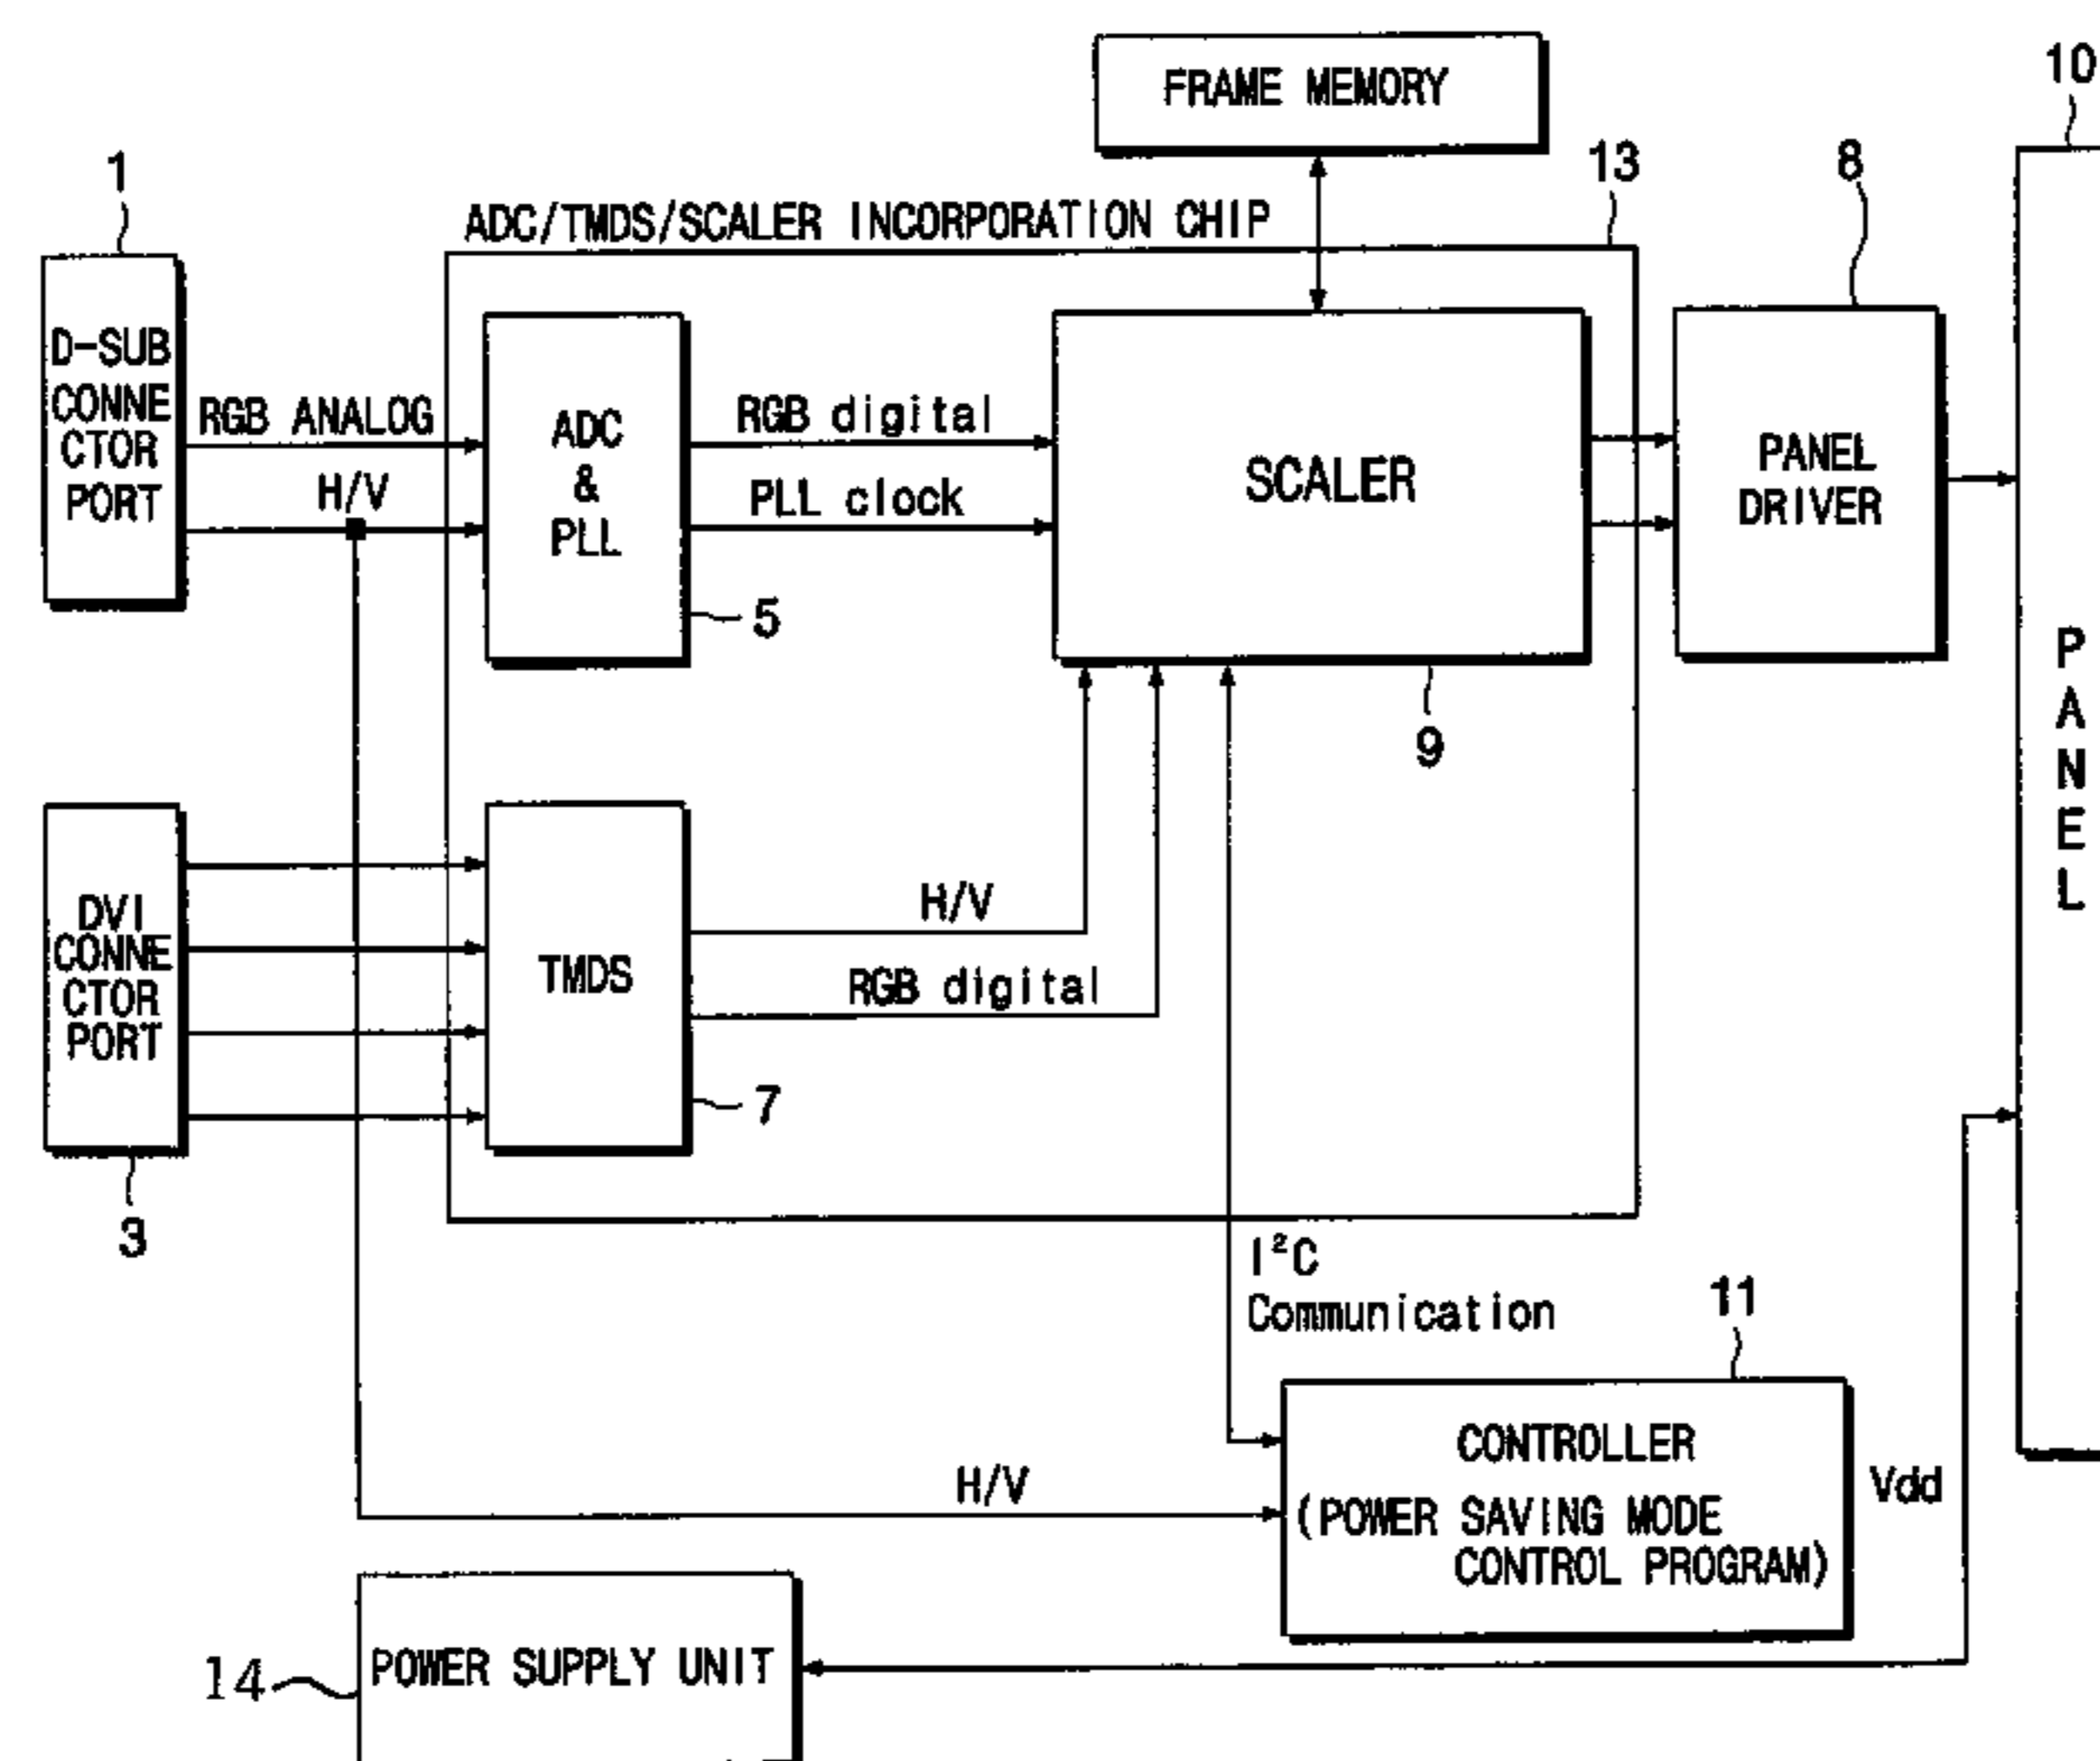 FRAME MEMORY
10
1
13
8
ADC/TMDS/SCALER INCORPORATION CHIP
D-SUB
CONNE
CTOR
PORT
RGB ANALOG
H/V
ADC
&
PLL
RGB digital
PLL clock
SCALER
PANEL
DRIVER
5
9
P
A
N
E
L
DVI
CONNE
CTOR
PORT
TMDS
H/V
RGB digital
7
3
I²C
Communication
11
CONTROLLER
(POWER SAVING MODE
CONTROL PROGRAM)
H/V
Vdd
14
POWER SUPPLY UNIT